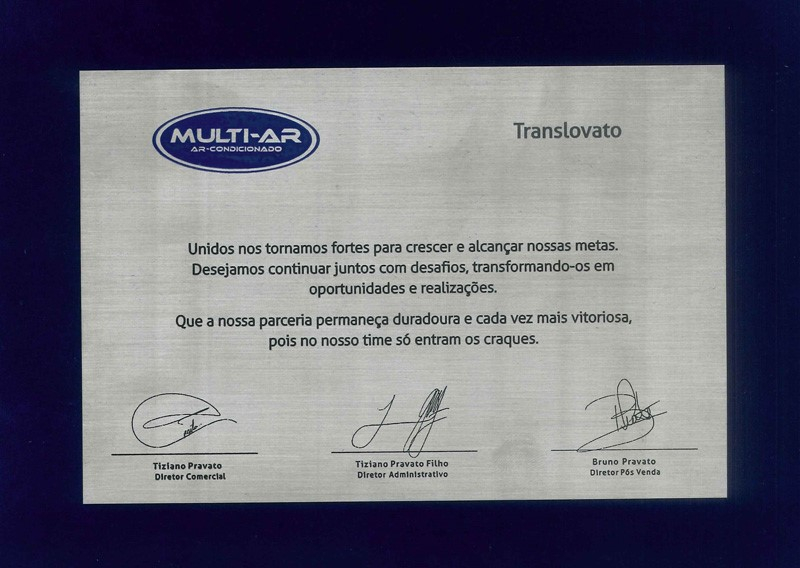 MULTI-AR
AR-CONDICIONADO
Translovato
Unidos nos tornamos fortes para crescer e alcançar nossas metas.
Desejamos continuar juntos com desafios, transformando-os em
oportunidades e realizações.
Que a nossa parceria permaneça duradoura e cada vez mais vitoriosa,
pois no nosso time só entram os craques.
Tiziano Pravato
Diretor Comercial
Tiziano Pravato Filho
Diretor Administrativo
Bruno Pravato
Diretor Pós Venda